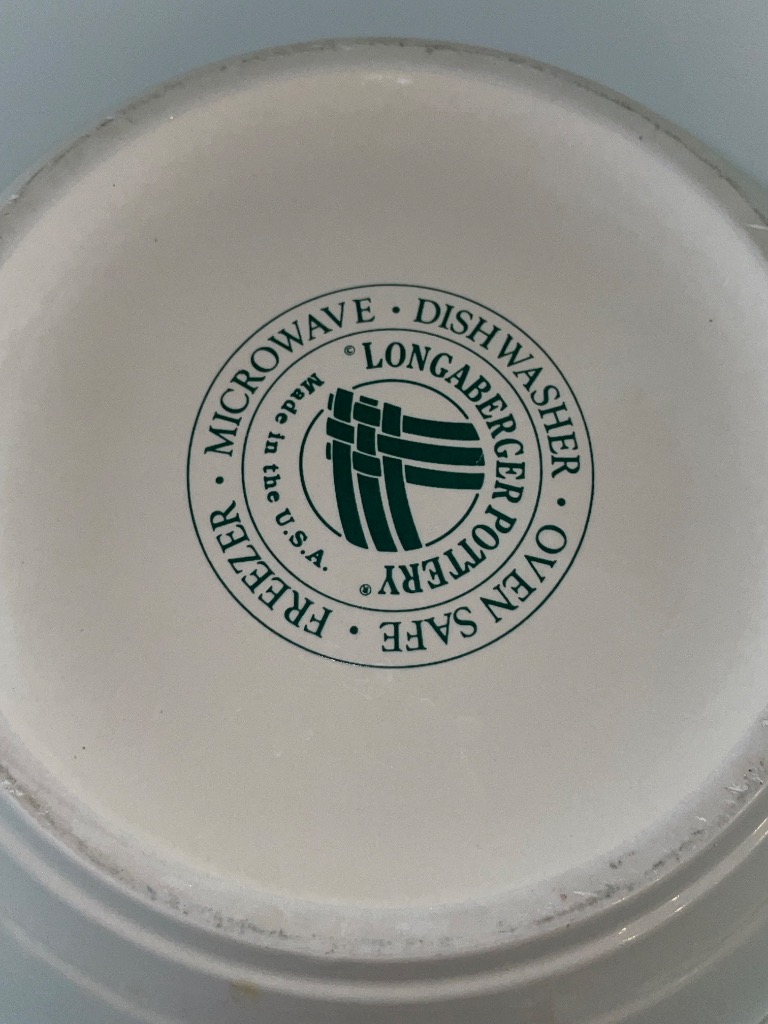 MICROWAVE · DISHWASHER · OVEN SAFE · FREEZER ·
© LONGABERGER POTTERY ®
Made in the U.S.A.